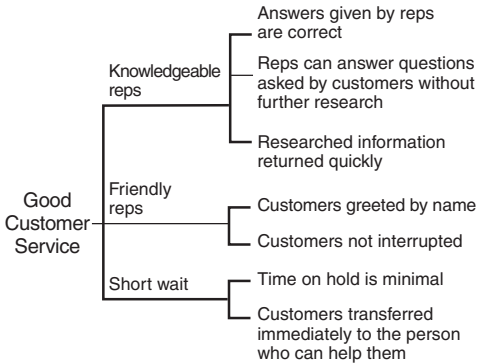 Good
Customer
Service
Knowledgeable
reps
Answers given by reps
are correct
Reps can answer questions
asked by customers without
further research
Researched information
returned quickly
Friendly
reps
Customers greeted by name
Customers not interrupted
Short wait
Time on hold is minimal
Customers transferred
immediately to the person
who can help them